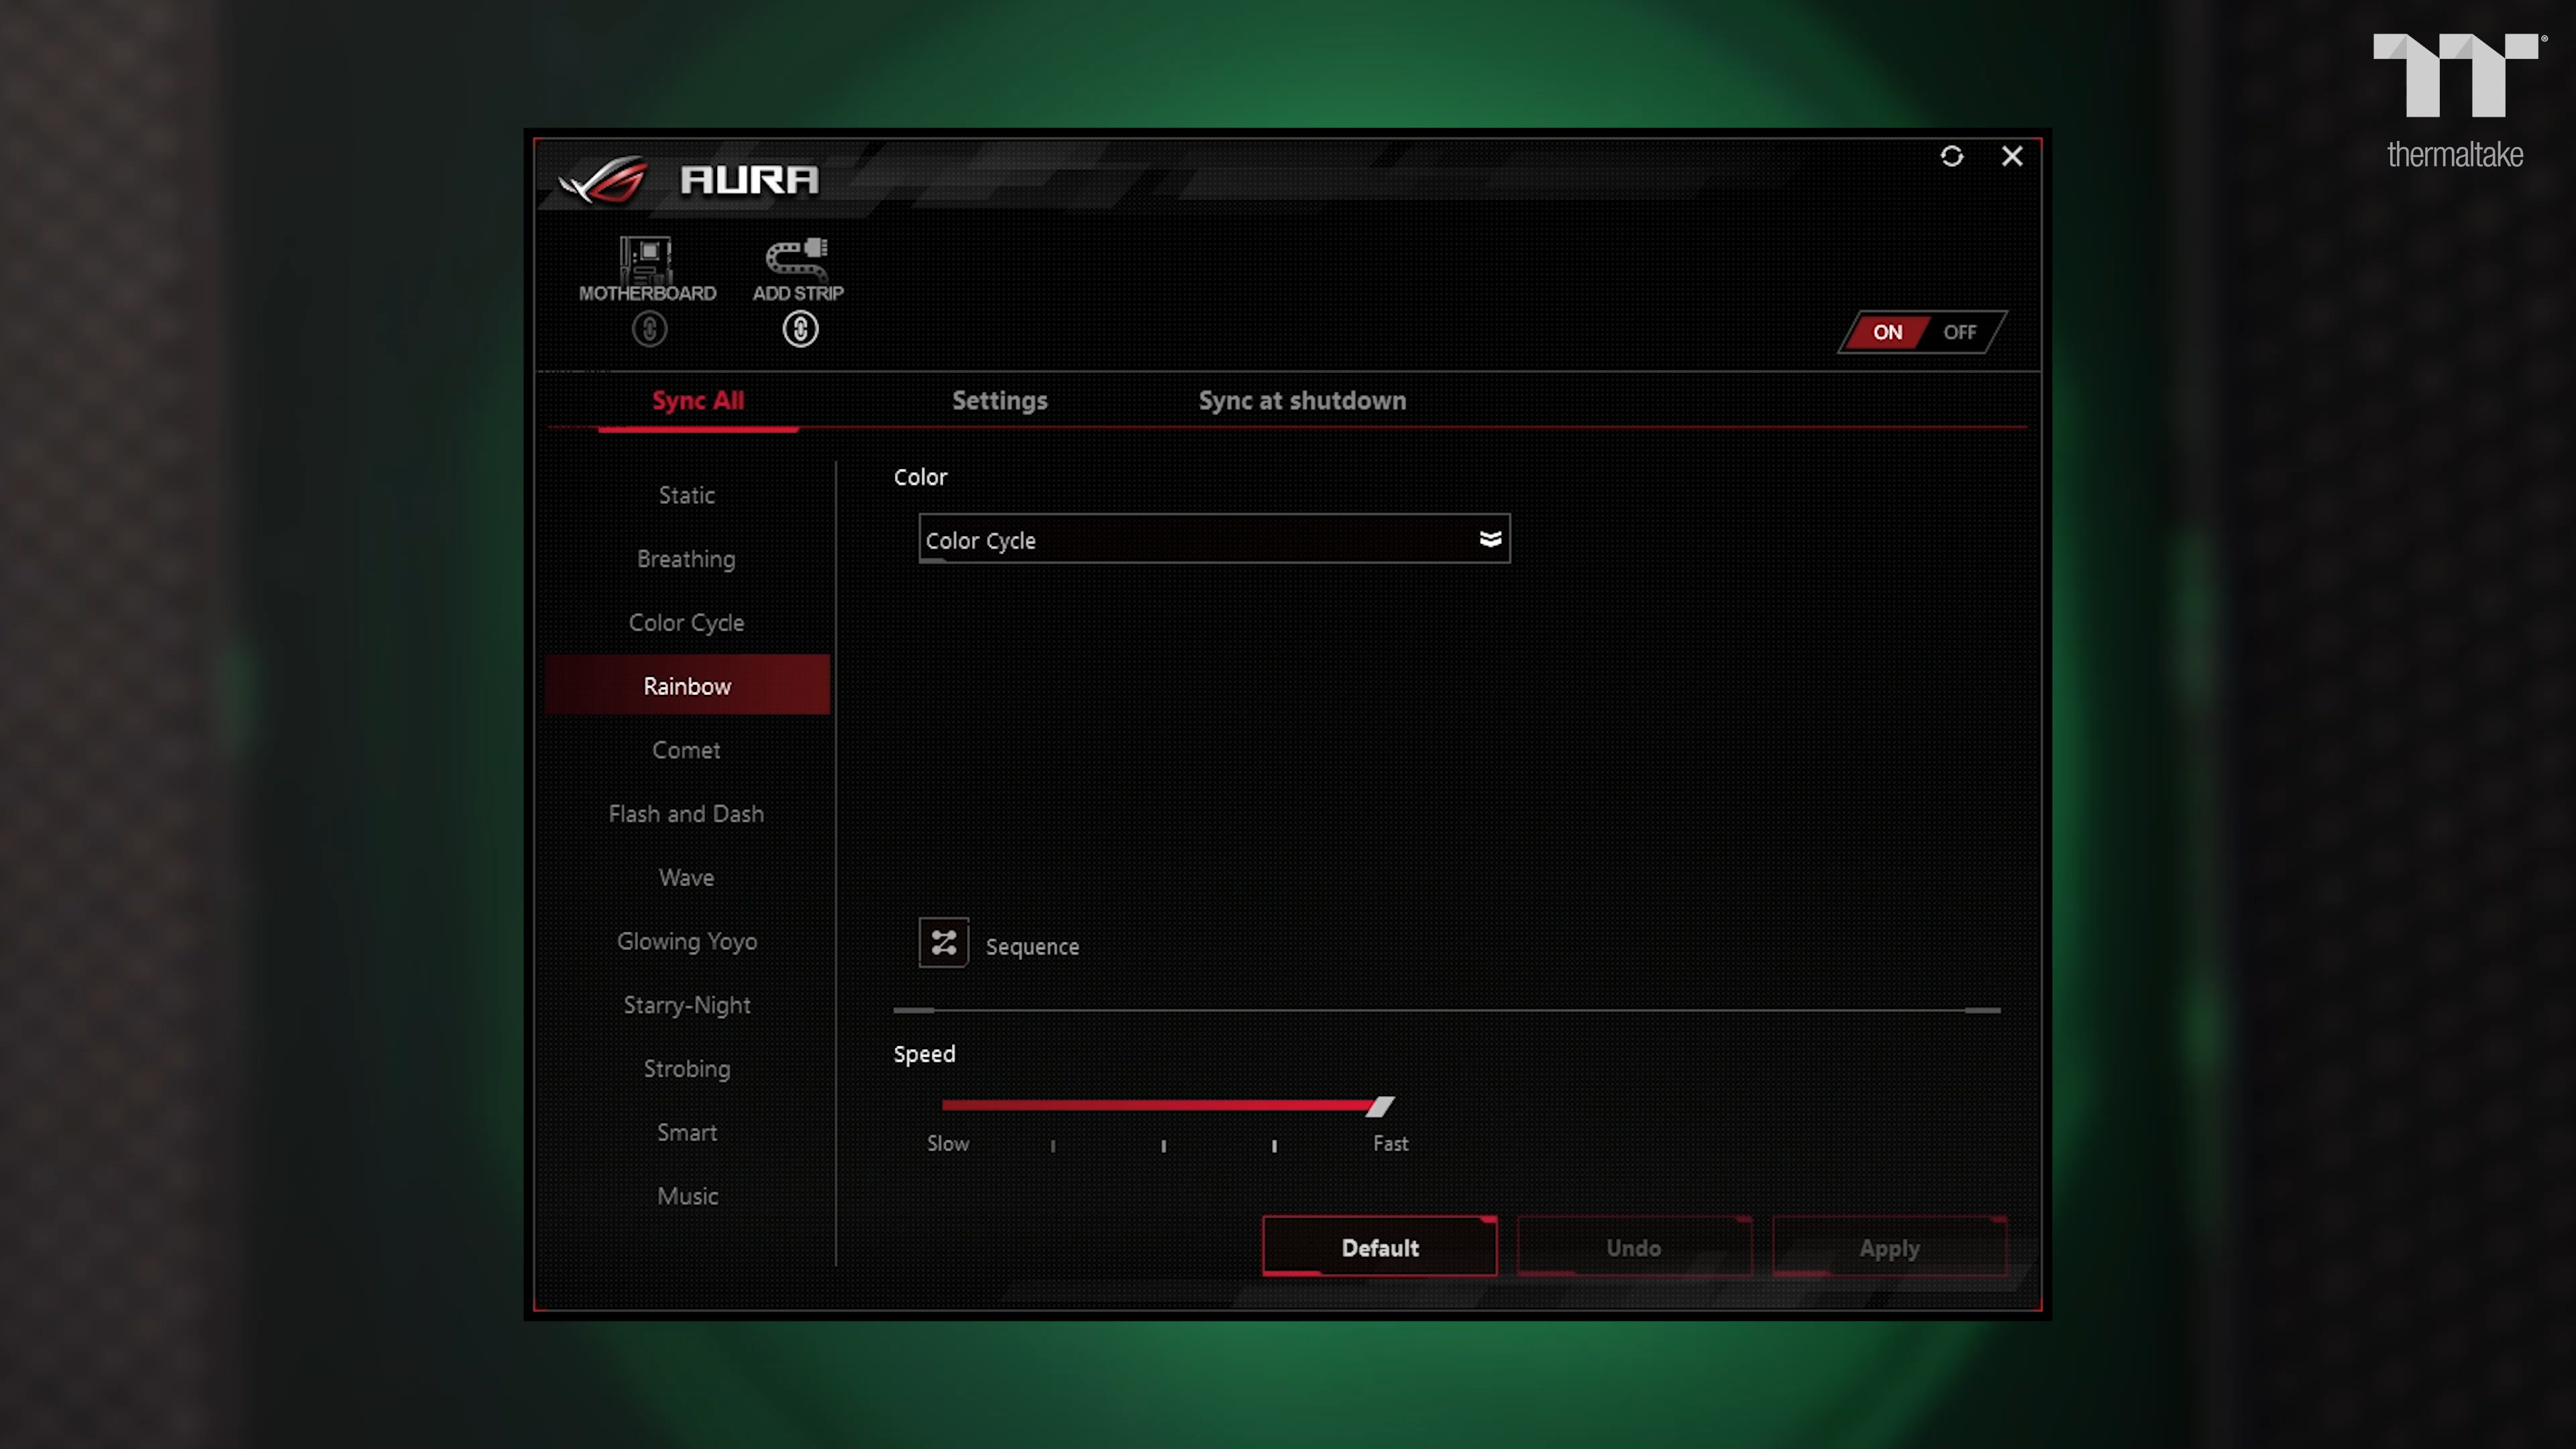 thermaltake
AURA
MOTHERBOARD
ADD STRIP
ON
OFF
Sync All
Settings
Sync at shutdown
Static
Breathing
Color Cycle
Rainbow
Comet
Flash and Dash
Wave
Glowing Yoyo
Starry-Night
Strobing
Smart
Music
Color
Color Cycle
Sequence
Speed
Slow
Fast
Default
Undo
Apply